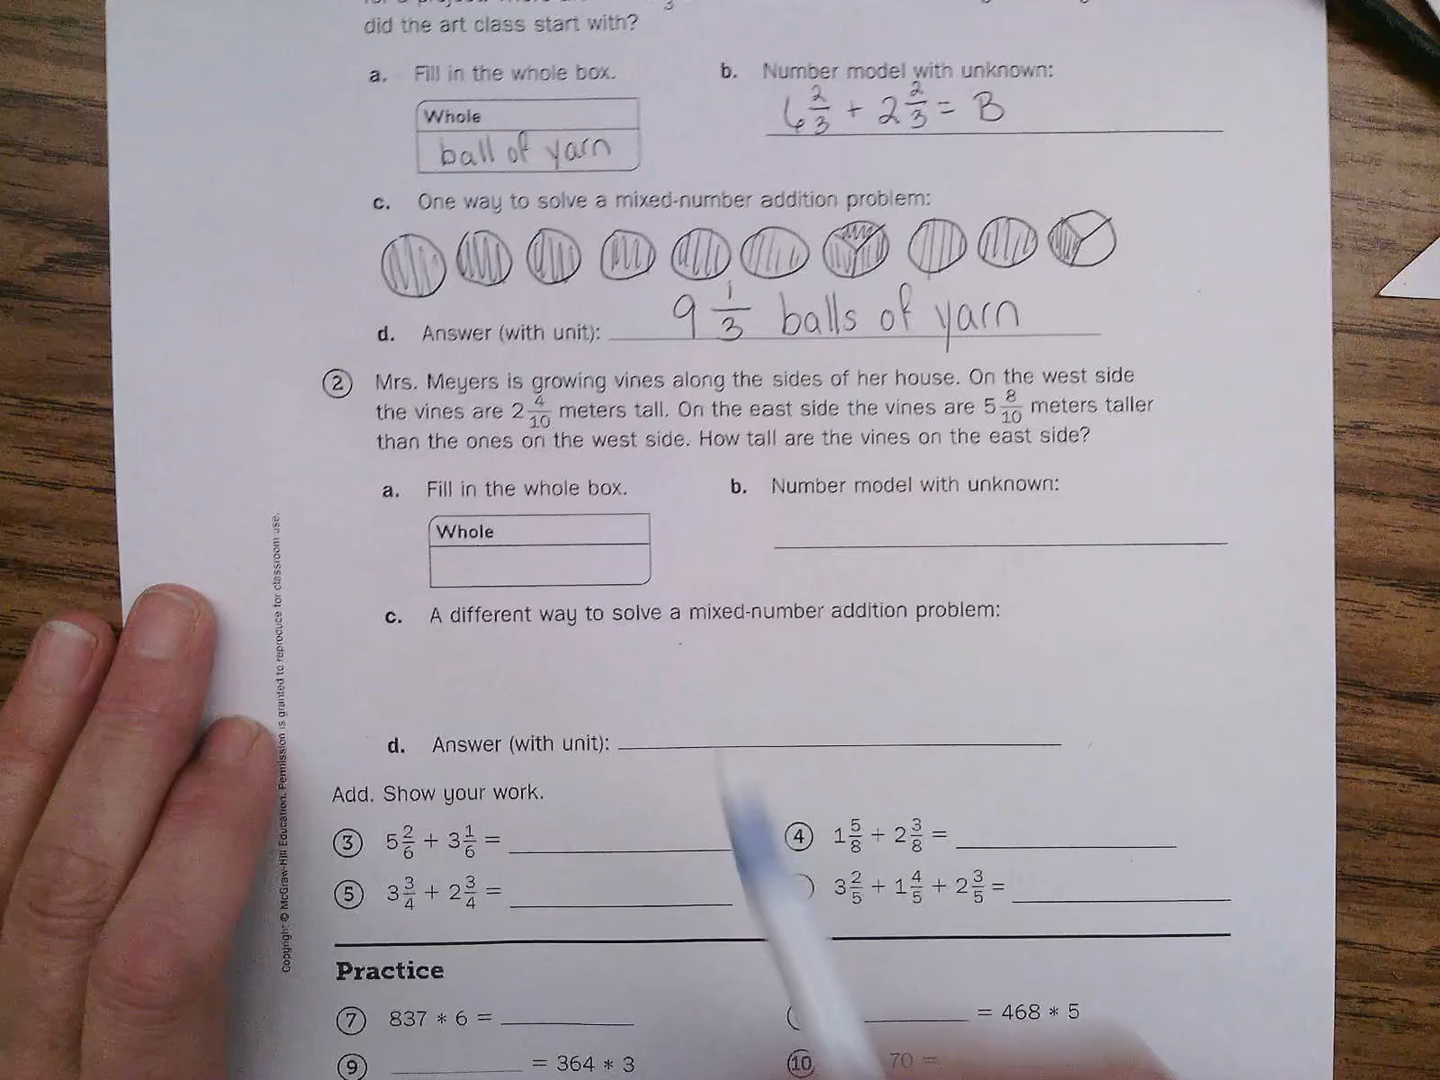 did the art class start with?
a. Fill in the whole box.
b. Number model with unknown:
Whole
ball of yarn
6 2/3 + 2 2/3 = B
c. One way to solve a mixed-number addition problem:
d. Answer (with unit): 9 1/3 balls of yarn
2 Mrs. Meyers is growing vines along the sides of her house. On the west side
the vines are 2 4/10 meters tall. On the east side the vines are 5 8/10 meters taller
than the ones on the west side. How tall are the vines on the east side?
a. Fill in the whole box.
b. Number model with unknown:
Whole
c. A different way to solve a mixed-number addition problem:
d. Answer (with unit):
Add. Show your work.
3 5 2/6 + 3 1/6 =
4 1 5/8 + 2 3/8 =
5 3 3/4 + 2 3/4 =
3 2/5 + 1 4/5 + 2 3/5 =
Practice
7 837 * 6 =
= 468 * 5
9 = 364 * 3
10 70 =
Copyright © McGraw-Hill Education. Permission is granted to reproduce for classroom use.